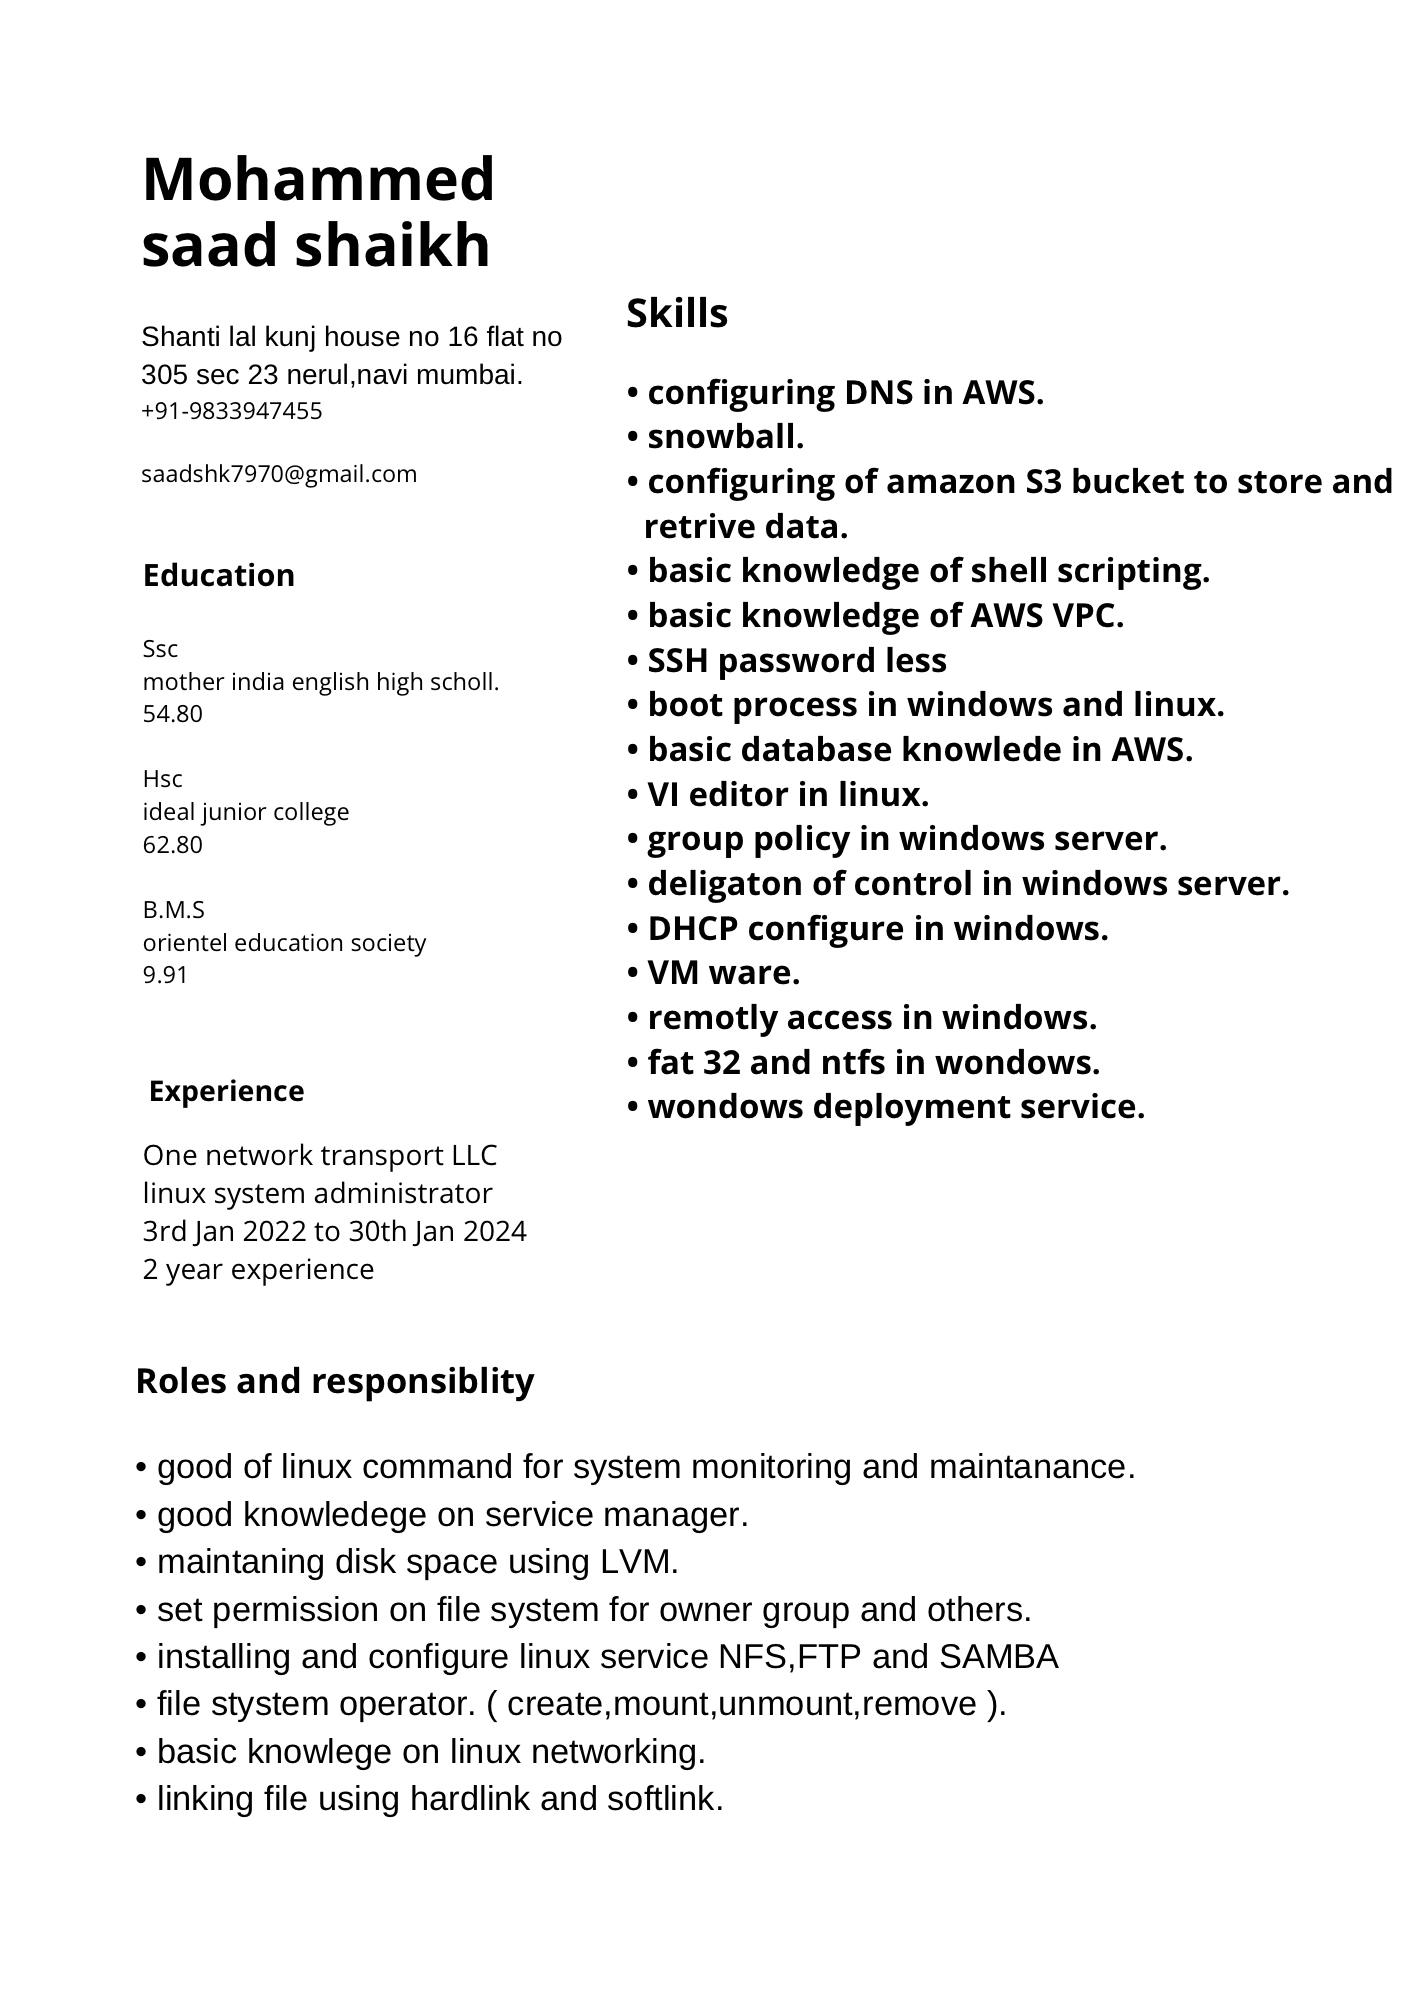 Mohammed
saad shaikh
Shanti lal kunj house no 16 flat no
305 sec 23 nerul,navi mumbai.
+91-9833947455
saadshk7970@gmail.com
Education
Ssc
mother india english high scholl.
54.80
Hsc
ideal junior college
62.80
B.M.S
orientel education society
9.91
Experience
One network transport LLC
linux system administrator
3rd Jan 2022 to 30th Jan 2024
2 year experience
Skills
• configuring DNS in AWS.
• snowball.
• configuring of amazon S3 bucket to store and
retrive data.
• basic knowledge of shell scripting.
• basic knowledge of AWS VPC.
• SSH password less
• boot process in windows and linux.
• basic database knowlede in AWS.
• VI editor in linux.
• group policy in windows server.
• deligaton of control in windows server.
• DHCP configure in windows.
• VM ware.
• remotly access in windows.
• fat 32 and ntfs in wondows.
• wondows deployment service.
Roles and responsiblity
• good of linux command for system monitoring and maintanance.
• good knowledege on service manager.
• maintaning disk space using LVM.
• set permission on file system for owner group and others.
• installing and configure linux service NFS,FTP and SAMBA
• file stystem operator. ( create,mount,unmount,remove ).
• basic knowlege on linux networking.
• linking file using hardlink and softlink.